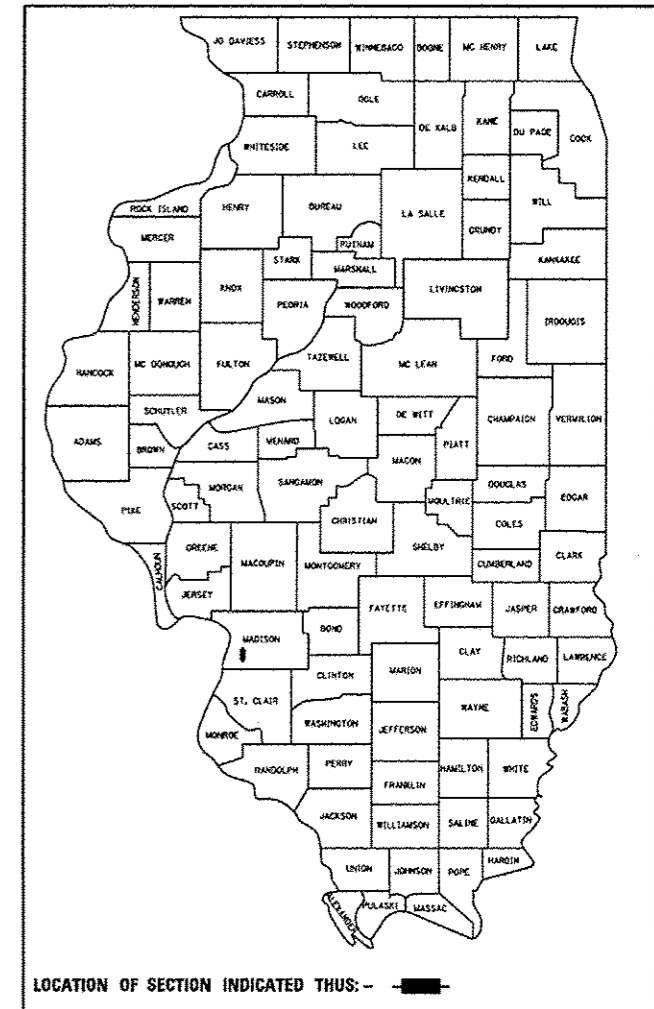 JO DAVIESS STEPHENSON WINNEBAGO BOONE MC HENRY LAKE
CARROLL OGLE DE KALB KANE DU PAGE COOK
WHITESIDE LEE KENDALL WILL
ROCK ISLAND HENRY BUREAU LA SALLE GRUNDY
MERCER PUTNAM KANKAKEE
STARK MARSHALL
HENDERSON WARREN KNOX PEORIA WOODFORD LIVINGSTON IROQUOIS
HANCOCK MC DONOUGH FULTON TAZEWELL MC LEAN FORD
SCHUYLER MASON LOGAN DE WITT CHAMPAIGN VERMILION
ADAMS BROWN CASS MENARD MACON PIATT
PIKE SCOTT MORGAN SANGAMON MOULTRIE DOUGLAS EDGAR
CHRISTIAN COLES
CALHOUN GREENE MACOUPIN MONTGOMERY SHELBY CUMBERLAND CLARK
JERSEY FAYETTE EFFINGHAM JASPER CRAWFORD
MADISON BOND CLAY RICHLAND LAWRENCE
CLINTON MARION
ST. CLAIR WASHINGTON WAYNE EDWARDS WABASH
MONROE JEFFERSON
RANDOLPH PERRY HAMILTON WHITE
FRANKLIN
JACKSON WILLIAMSON SALINE GALLATIN
UNION JOHNSON POPE HARDIN
ALEXANDER PULASKI MASSAC
LOCATION OF SECTION INDICATED THUS: -